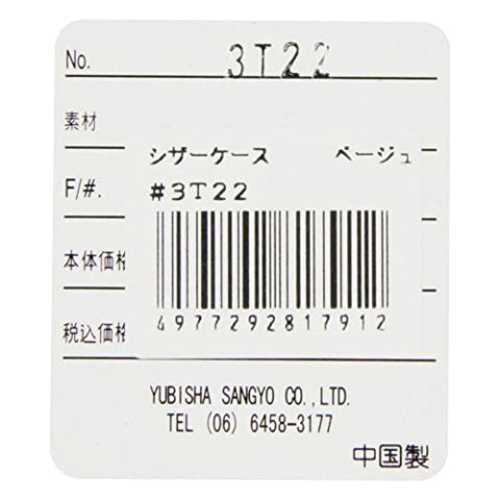 No. 3T22
素材
シザーケース ベージュ
F/#. #3T22
本体価格
税込価格
4977292817912
YUBISHA SANGYO CO.,LTD.
TEL (06) 6458-3177
中国製